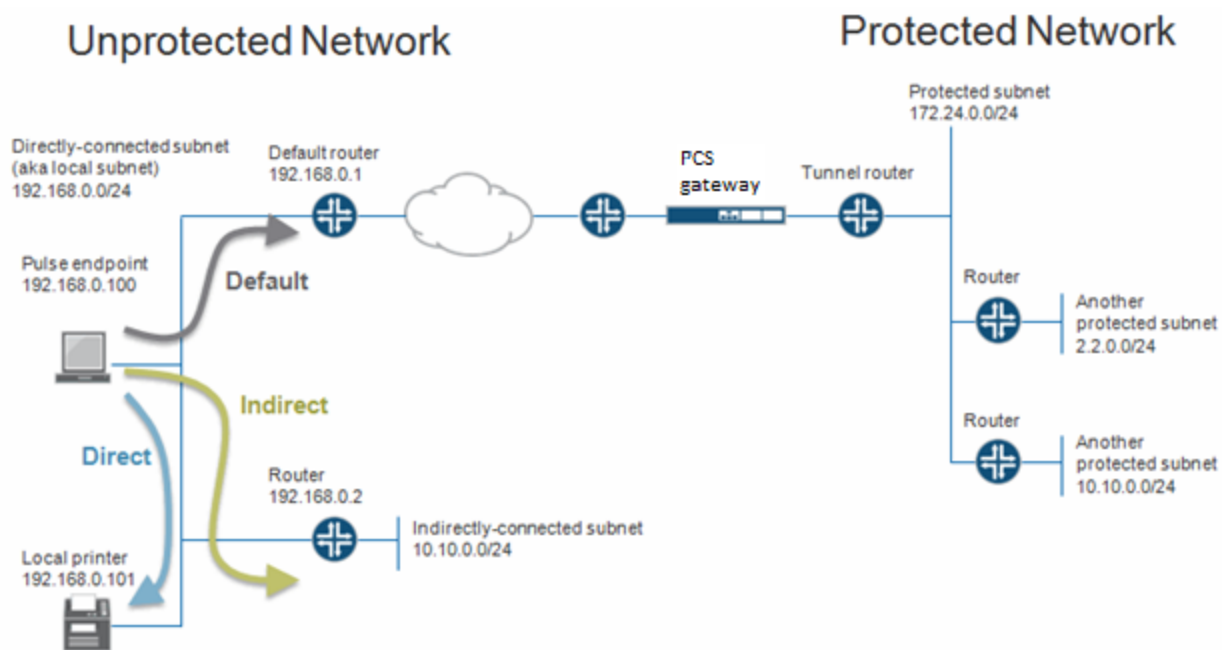 Unprotected Network
Protected Network
Protected subnet
172.24.0.0/24
Directly-connected subnet
(aka local subnet)
192.168.0.0/24
Default router
192.168.0.1
PCS
gateway
Tunnel router
Pulse endpoint
192.168.0.100
Default
Router
Another
protected subnet
2.2.0.0/24
Indirect
Direct
Router
192.168.0.2
Router
Another
protected subnet
10.10.0.0/24
Indirectly-connected subnet
10.10.0.0/24
Local printer
192.168.0.101